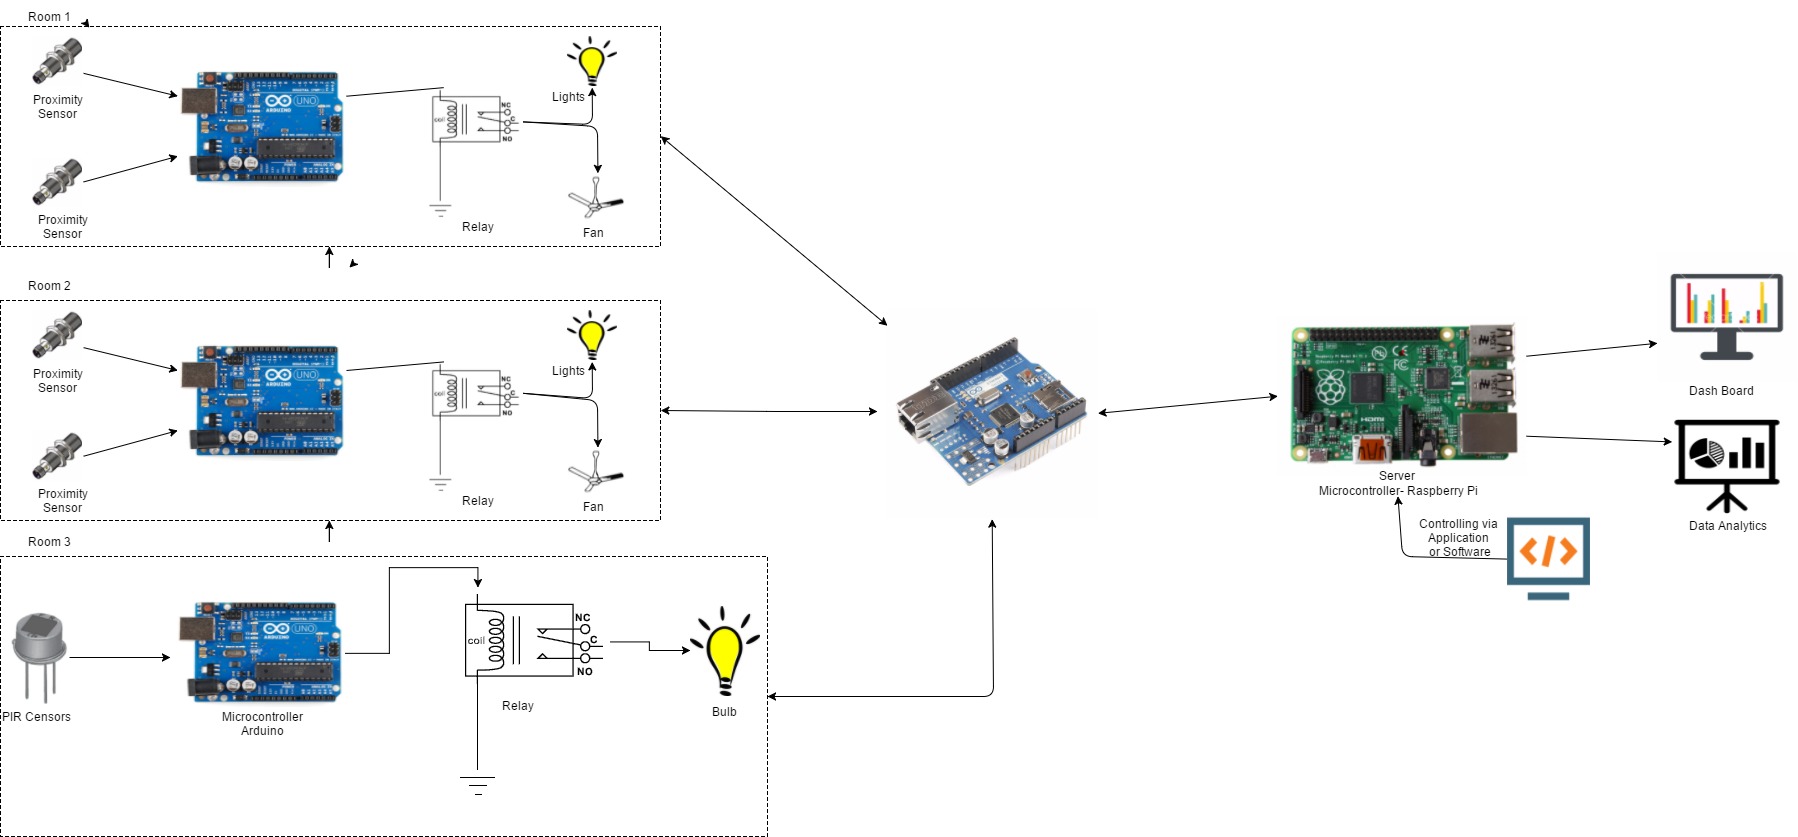 Room 1
Proximity
Sensor
Proximity
Sensor
UNO
ARDUINO
coil
NC
C
NO
Relay
Lights
Fan
Room 2
Proximity
Sensor
Proximity
Sensor
UNO
ARDUINO
coil
NC
C
NO
Relay
Lights
Fan
Room 3
PIR Censors
UNO
ARDUINO
Microcontroller
Arduino
coil
NC
C
NO
Relay
Bulb
HDMI
Server
Microcontroller- Raspberry Pi
Controlling via
Application
or Software
</>
Dash Board
Data Analytics